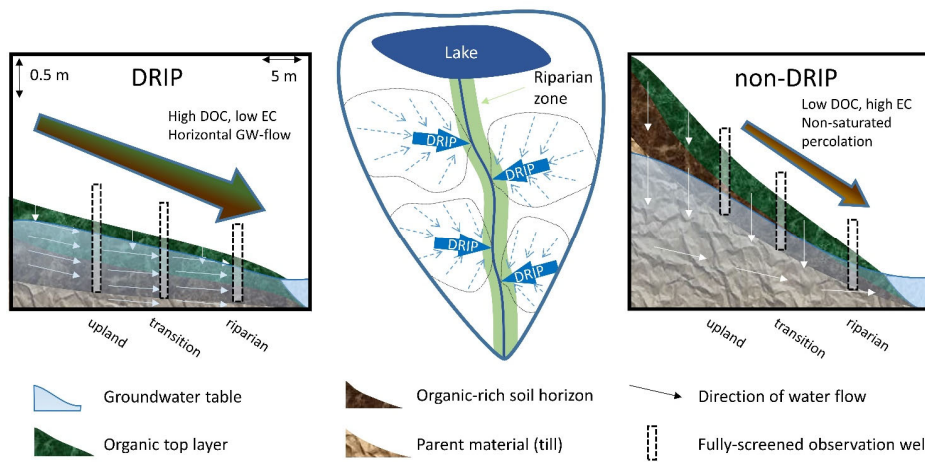 DRIP
0.5 m
5 m
High DOC, low EC
Horizontal GW-flow
upland
transition
riparian
Lake
Riparian
zone
DRIP
DRIP
DRIP
DRIP
non-DRIP
Low DOC, high EC
Non-saturated
percolation
upland
transition
riparian
Groundwater table
Organic-rich soil horizon
Direction of water flow
Organic top layer
Parent material (till)
Fully-screened observation well